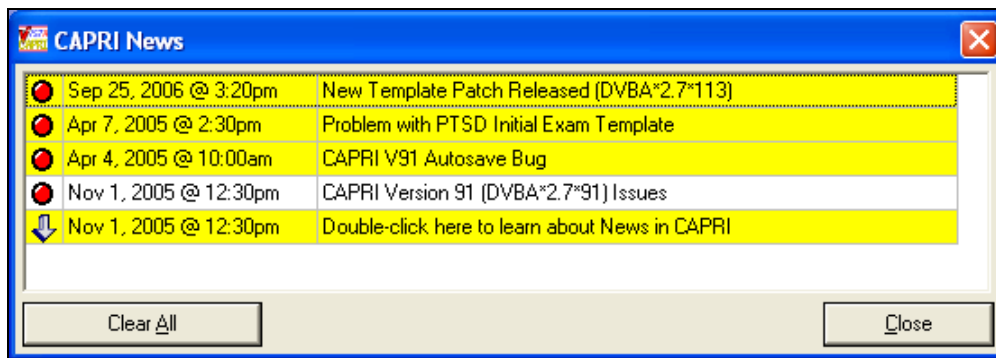 CAPRI News
Sep 25, 2006 @ 3:20pm New Template Patch Released (DVBA*2.7*113)
Apr 7, 2005 @ 2:30pm Problem with PTSD Initial Exam Template
Apr 4, 2005 @ 10:00am CAPRI V91 Autosave Bug
Nov 1, 2005 @ 12:30pm CAPRI Version 91 (DVBA*2.7*91) Issues
Nov 1, 2005 @ 12:30pm Double-click here to learn about News in CAPRI
Clear All Close